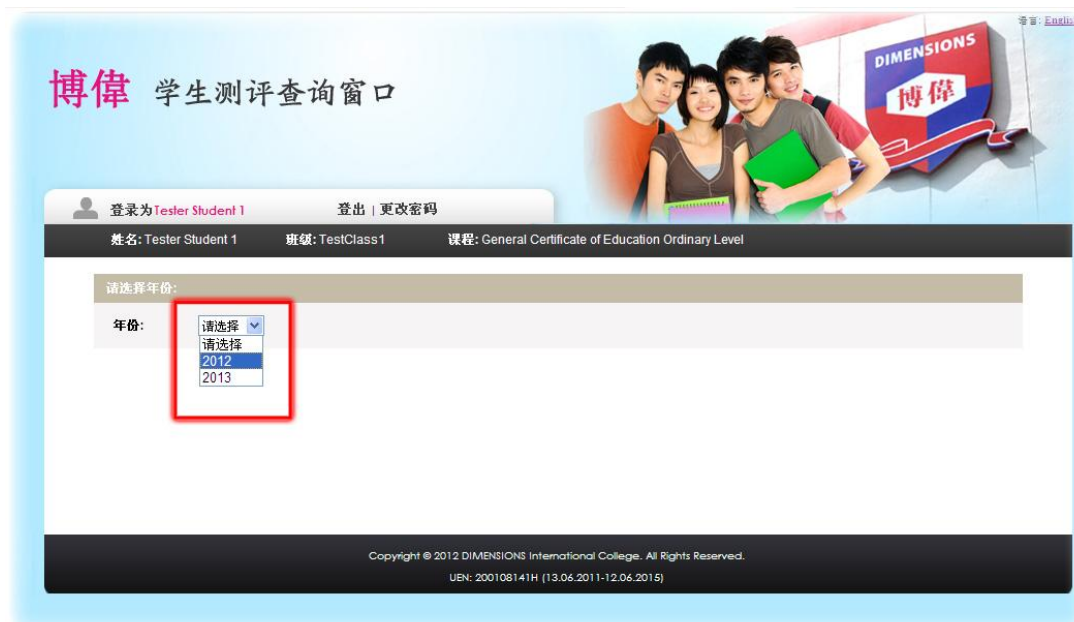 语言: Englis
DIMENSIONS
博偉
博偉 学生测评查询窗口
登录为Tester Student 1 登出 | 更改密码
姓名: Tester Student 1 班级: TestClass1 课程: General Certificate of Education Ordinary Level
请选择年份:
年份: 请选择
请选择
2012
2013
Copyright © 2012 DIMENSIONS International College. All Rights Reserved.
UEN: 200108141H (13.06.2011-12.06.2015)